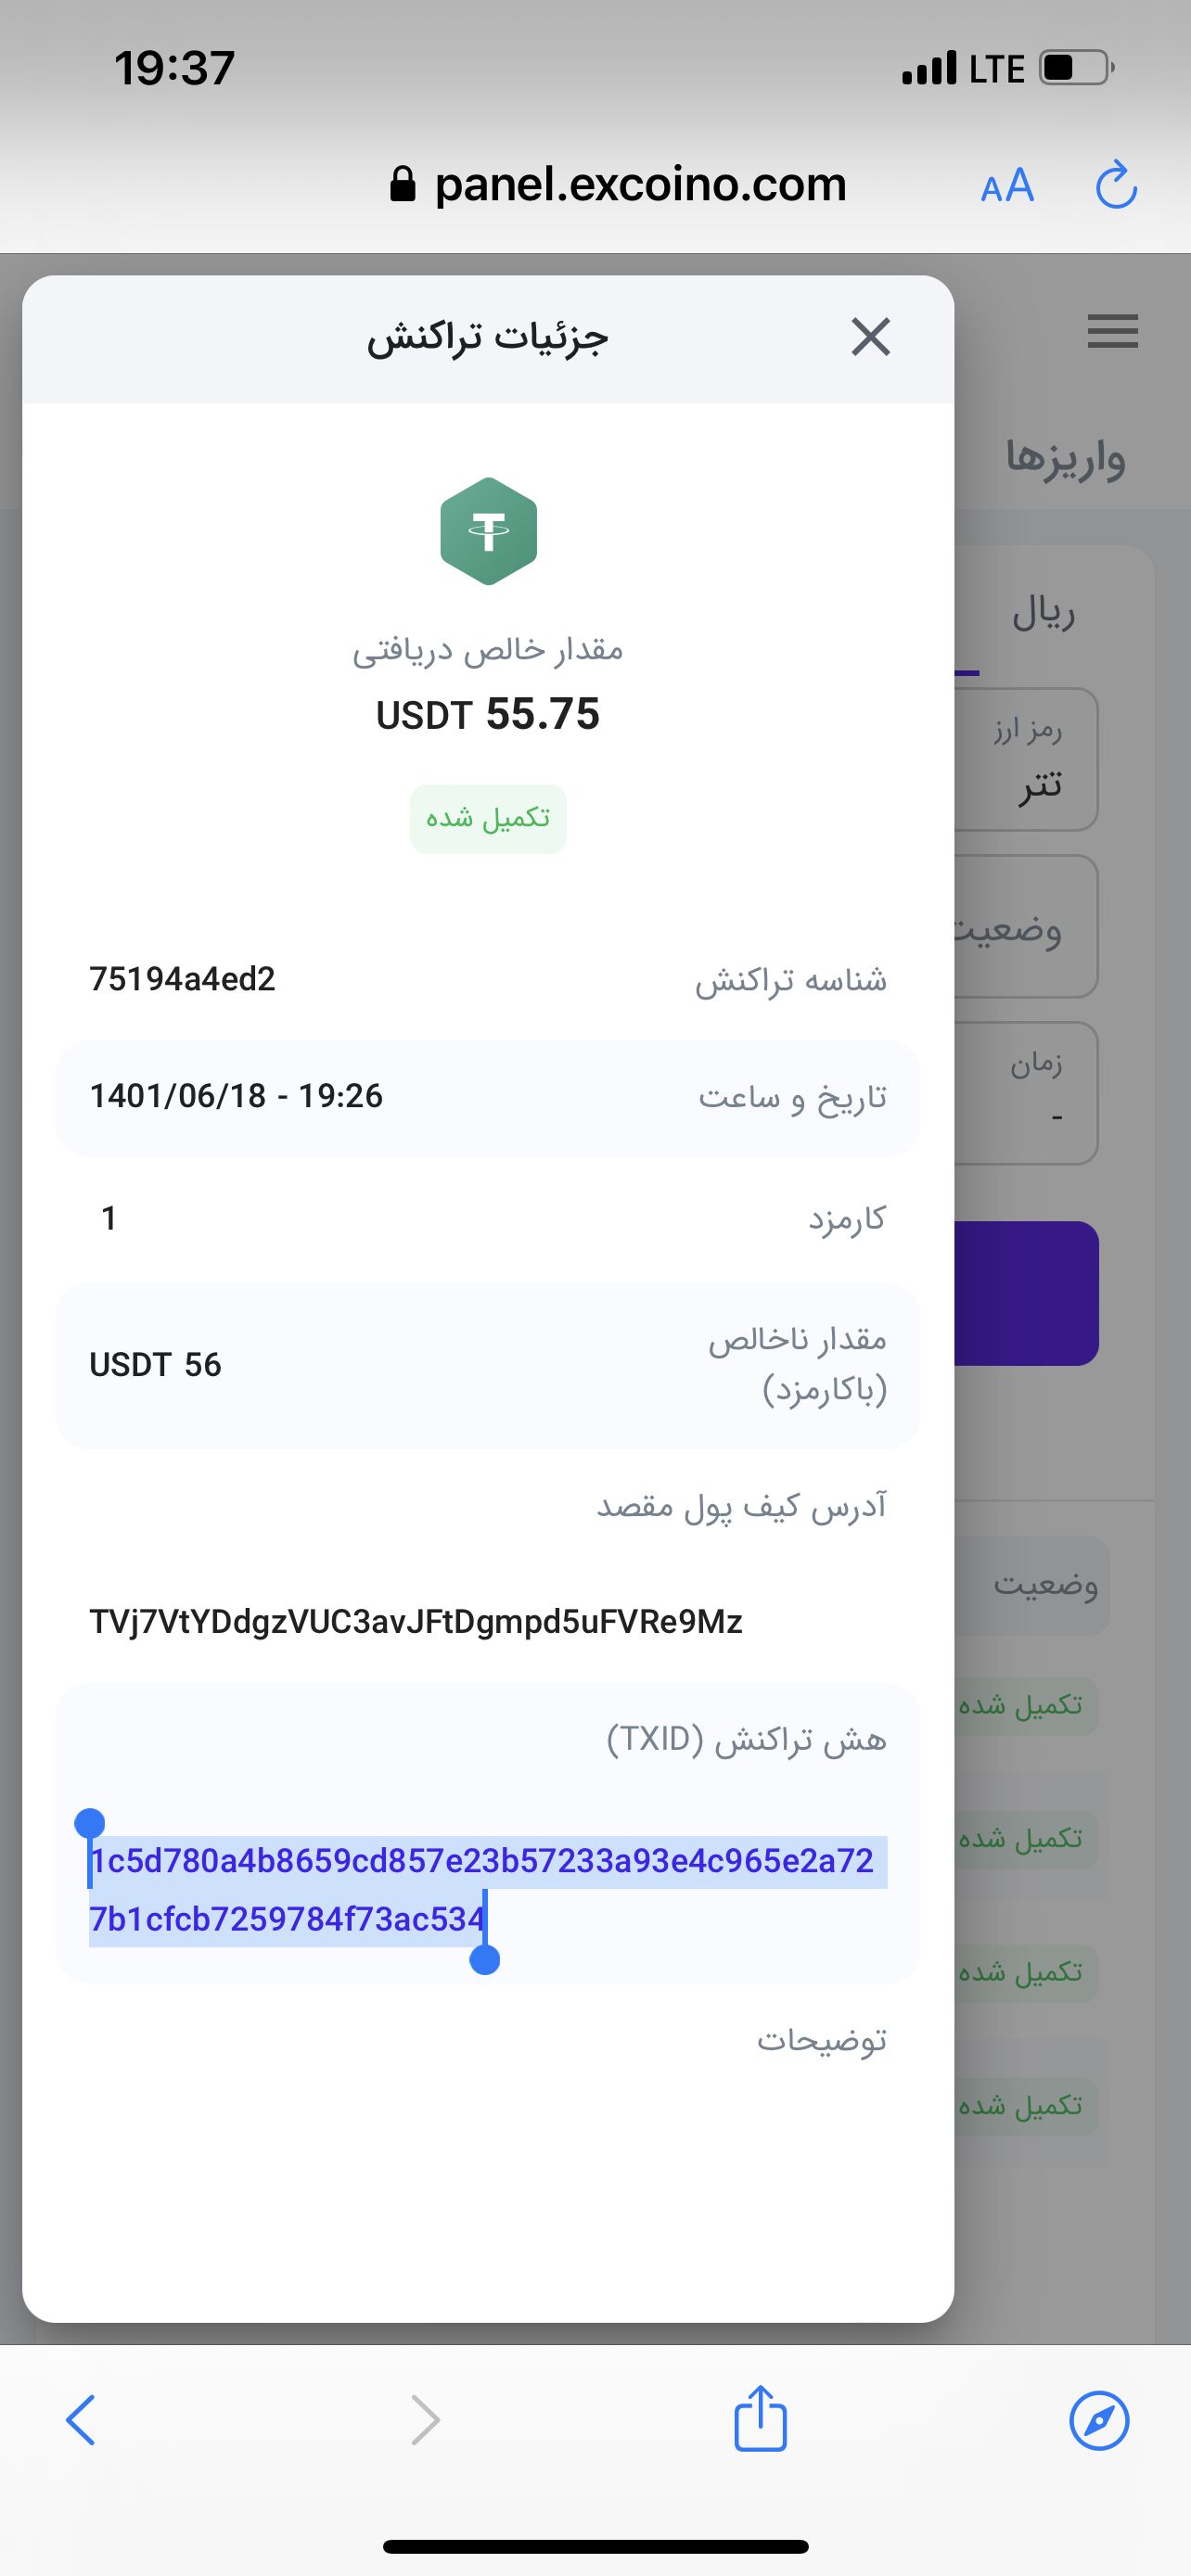 19:37
LTE
panel.excoino.com
AA
جزئیات تراکنش
واریزها
ریال
مقدار خالص دریافتی
USDT 55.75
رمز ارز
تتر
تکمیل شده
وضعیت
شناسه تراکنش
75194a4ed2
تاریخ و ساعت
1401/06/18 - 19:26
زمان
-
کارمزد
1
مقدار ناخالص
(باکارمزد)
USDT 56
آدرس کیف پول مقصد
وضعیت
TVj7VtYDdgzVUC3avJFtDgmpd5uFVRe9Mz
تکمیل شده
هش تراکنش (TXID)
تکمیل شده
1c5d780a4b8659cd857e23b57233a93e4c965e2a72
7b1cfcb7259784f73ac534
تکمیل شده
توضیحات
تکمیل شده